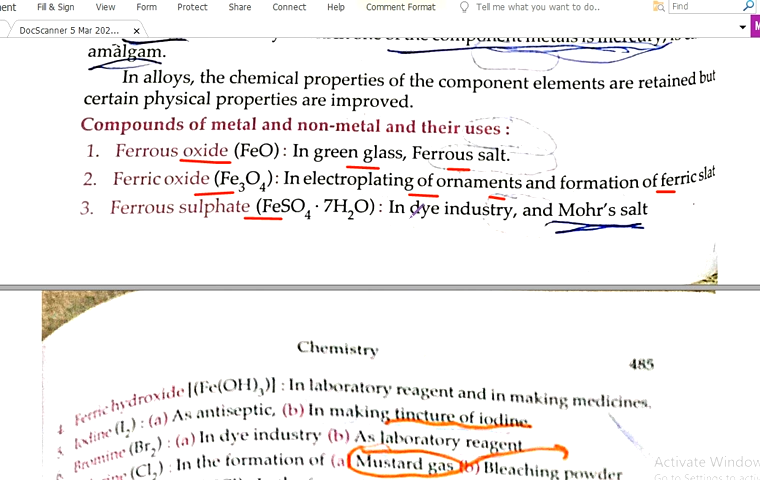 ent Fill & Sign View Form Protect Share Connect Help Comment Format Tell me what you want to do.. Find
DocScanner 5 Mar 202... × M
amalgam.
In alloys, the chemical properties of the component elements are retained but
certain physical properties are improved.
Compounds of metal and non-metal and their uses :
1. Ferrous oxide (FeO) : In green glass, Ferrous salt.
2. Ferric oxide (Fe₃O₄) : In electroplating of ornaments and formation of ferric slat
3. Ferrous sulphate (FeSO₄ · 7H₂O) : In dye industry, and Mohr's salt
Chemistry
485
4. Ferric hydroxide [(Fe(OH)₃)] : In laboratory reagent and in making medicines.
5. Iodine (I₂) : (a) As antiseptic, (b) In making tincture of iodine.
Bromine (Br₂) : (a) In dye industry (b) As laboratory reagent
(Cl₂) : In the formation of (a) Mustard gas (b) Bleaching powder
Activate Window
Go to Settings to acti